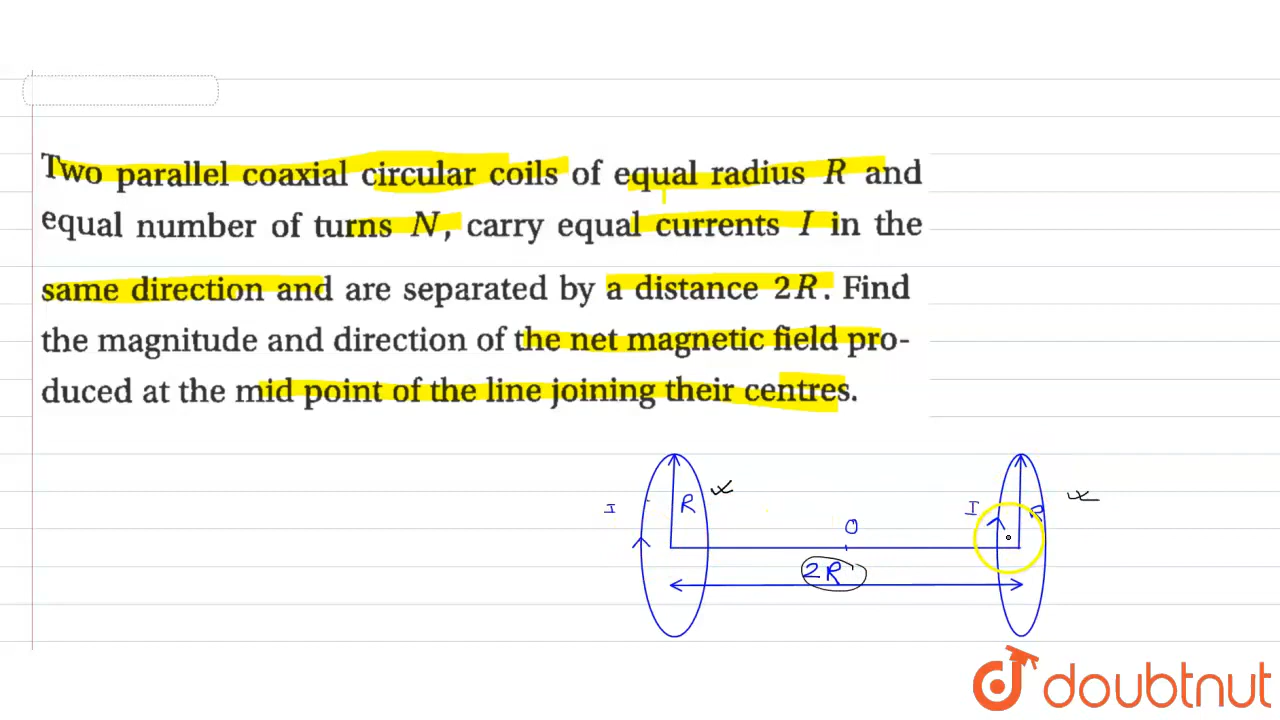 Two parallel coaxial circular coils of equal radius R and
equal number of turns N, carry equal currents I in the
same direction and are separated by a distance 2R. Find
the magnitude and direction of the net magnetic field pro-
duced at the mid point of the line joining their centres.
I R O I R
2R
doubtnut